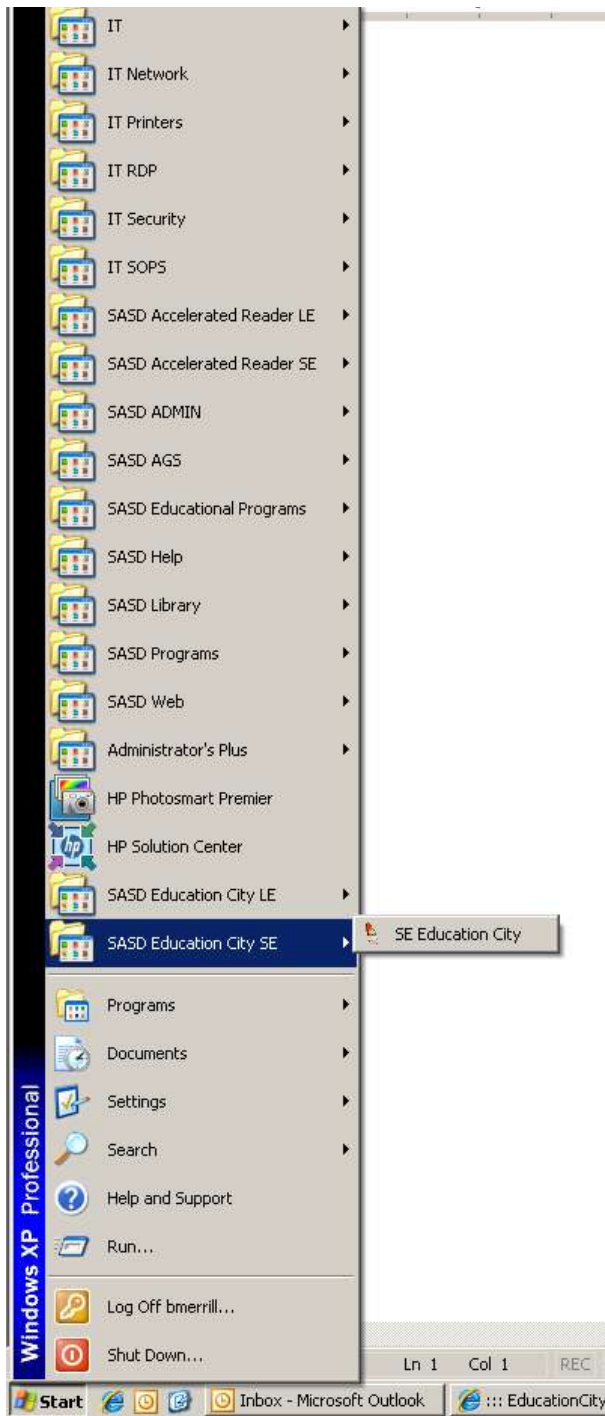 IT
IT Network
IT Printers
IT RDP
IT Security
IT SOPS
SASD Accelerated Reader LE
SASD Accelerated Reader SE
SASD ADMIN
SASD AGS
SASD Educational Programs
SASD Help
SASD Library
SASD Programs
SASD Web
Administrator's Plus
HP Photosmart Premier
hp
HP Solution Center
SASD Education City LE
SASD Education City SE
SE Education City
Programs
Documents
Settings
Search
Help and Support
Run...
Log Off bmerrill...
Shut Down...
Windows XP Professional
Ln 1 Col 1 REC
Start
Inbox - Microsoft Outlook
::: EducationCity